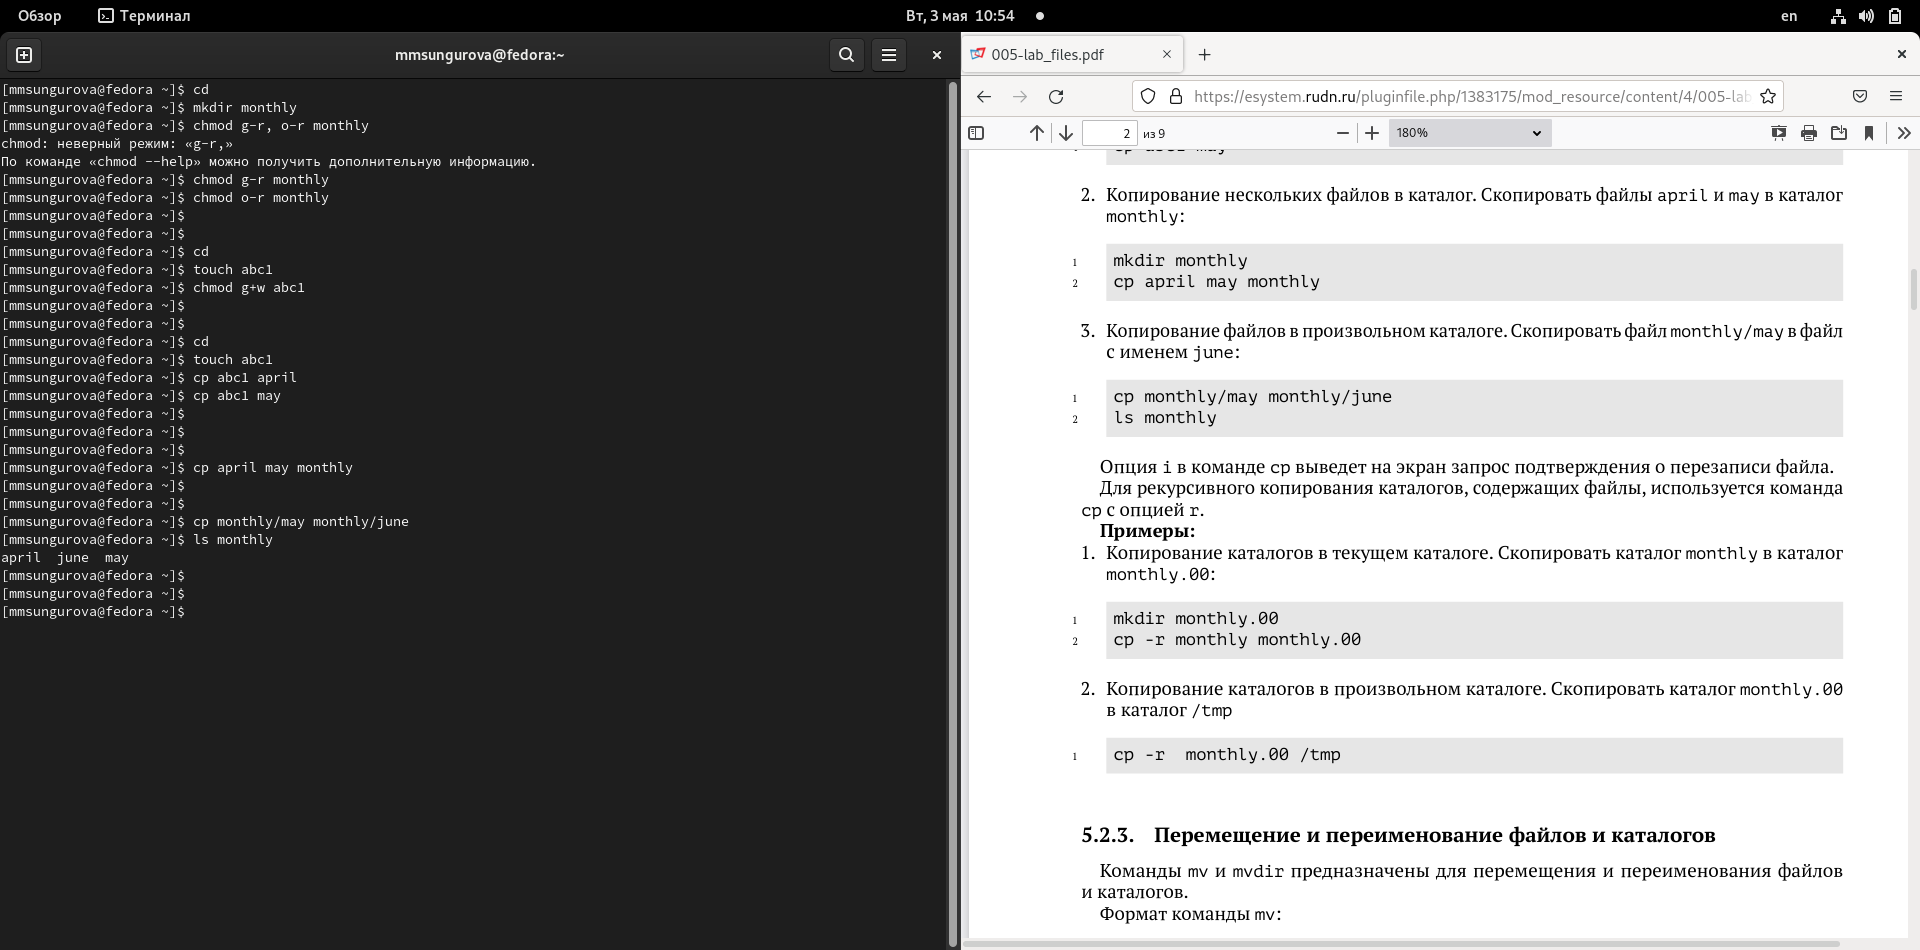 Обзор
Терминал
Вт, 3 мая 10:54
en
mmsungurova@fedora:~
[mmsungurova@fedora ~]$ cd
[mmsungurova@fedora ~]$ mkdir monthly
[mmsungurova@fedora ~]$ chmod g-r, o-r monthly
chmod: неверный режим: «g-r,»
По команде «chmod --help» можно получить дополнительную информацию.
[mmsungurova@fedora ~]$ chmod g-r monthly
[mmsungurova@fedora ~]$ chmod o-r monthly
[mmsungurova@fedora ~]$
[mmsungurova@fedora ~]$
[mmsungurova@fedora ~]$ cd
[mmsungurova@fedora ~]$ touch abc1
[mmsungurova@fedora ~]$ chmod g+w abc1
[mmsungurova@fedora ~]$
[mmsungurova@fedora ~]$
[mmsungurova@fedora ~]$ cd
[mmsungurova@fedora ~]$ touch abc1
[mmsungurova@fedora ~]$ cp abc1 april
[mmsungurova@fedora ~]$ cp abc1 may
[mmsungurova@fedora ~]$
[mmsungurova@fedora ~]$
[mmsungurova@fedora ~]$
[mmsungurova@fedora ~]$ cp april may monthly
[mmsungurova@fedora ~]$
[mmsungurova@fedora ~]$
[mmsungurova@fedora ~]$ cp monthly/may monthly/june
[mmsungurova@fedora ~]$ ls monthly
april  june  may
[mmsungurova@fedora ~]$
[mmsungurova@fedora ~]$
[mmsungurova@fedora ~]$
005-lab_files.pdf
https://esystem.rudn.ru/pluginfile.php/1383175/mod_resource/content/4/005-lab
2 из 9
180%
2. Копирование нескольких файлов в каталог. Скопировать файлы april и may в каталог
monthly:
1 mkdir monthly
2 cp april may monthly
3. Копирование файлов в произвольном каталоге. Скопировать файл monthly/may в файл
с именем june:
1 cp monthly/may monthly/june
2 ls monthly
Опция i в команде cp выведет на экран запрос подтверждения о перезаписи файла.
Для рекурсивного копирования каталогов, содержащих файлы, используется команда
cp с опцией r.
Примеры:
1. Копирование каталогов в текущем каталоге. Скопировать каталог monthly в каталог
monthly.00:
1 mkdir monthly.00
2 cp -r monthly monthly.00
2. Копирование каталогов в произвольном каталоге. Скопировать каталог monthly.00
в каталог /tmp
1 cp -r  monthly.00 /tmp
5.2.3. Перемещение и переименование файлов и каталогов
Команды mv и mvdir предназначены для перемещения и переименования файлов
и каталогов.
Формат команды mv: